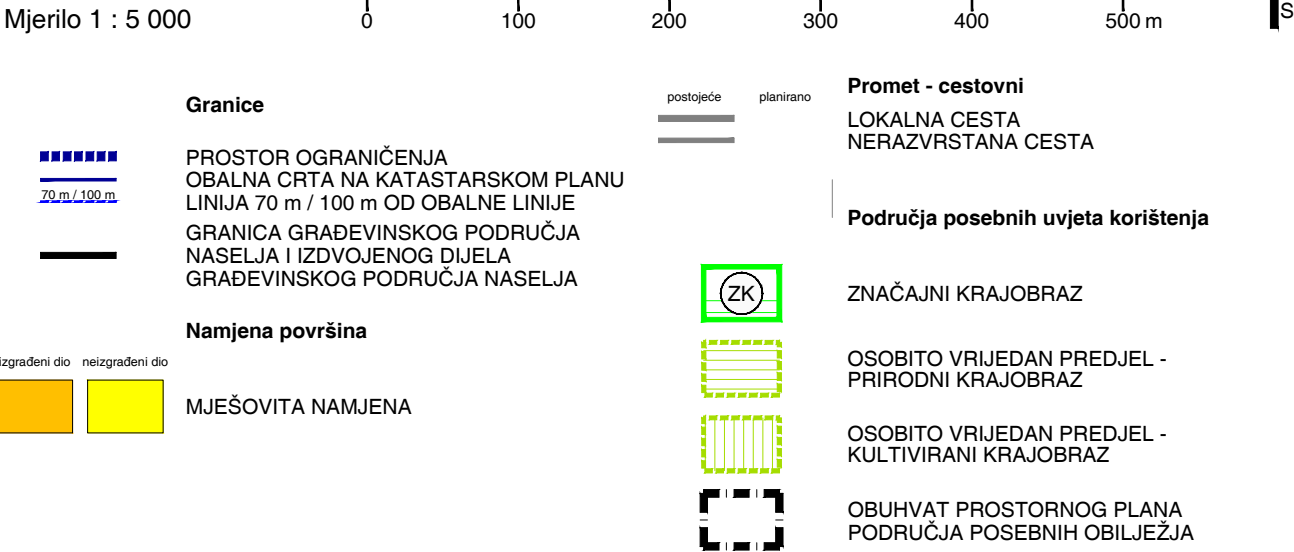 Mjerilo 1 : 5 000
0 100 200 300 400 500 m
S
Granice
PROSTOR OGRANIČENJA
OBALNA CRTA NA KATASTARSKOM PLANU
70 m / 100 m
LINIJA 70 m / 100 m OD OBALNE LINIJE
GRANICA GRAĐEVINSKOG PODRUČJA
NASELJA I IZDVOJENOG DIJELA
GRAĐEVINSKOG PODRUČJA NASELJA
Namjena površina
izgrađeni dio neizgrađeni dio
MJEŠOVITA NAMJENA
Promet - cestovni
postojeće planirano
LOKALNA CESTA
NERAZVRSTANA CESTA
Područja posebnih uvjeta korištenja
ZK
ZNAČAJNI KRAJOBRAZ
OSOBITO VRIJEDAN PREDJEL -
PRIRODNI KRAJOBRAZ
OSOBITO VRIJEDAN PREDJEL -
KULTIVIRANI KRAJOBRAZ
OBUHVAT PROSTORNOG PLANA
PODRUČJA POSEBNIH OBILJEŽJA